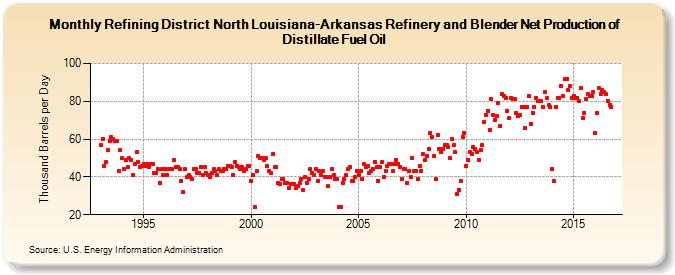 Monthly Refining District North Louisiana-Arkansas Refinery and Blender Net Production of
Distillate Fuel Oil
Thousand Barrels per Day
100
80
60
40
20
1995
2000
2005
2010
2015
Source: U.S. Energy Information Administration